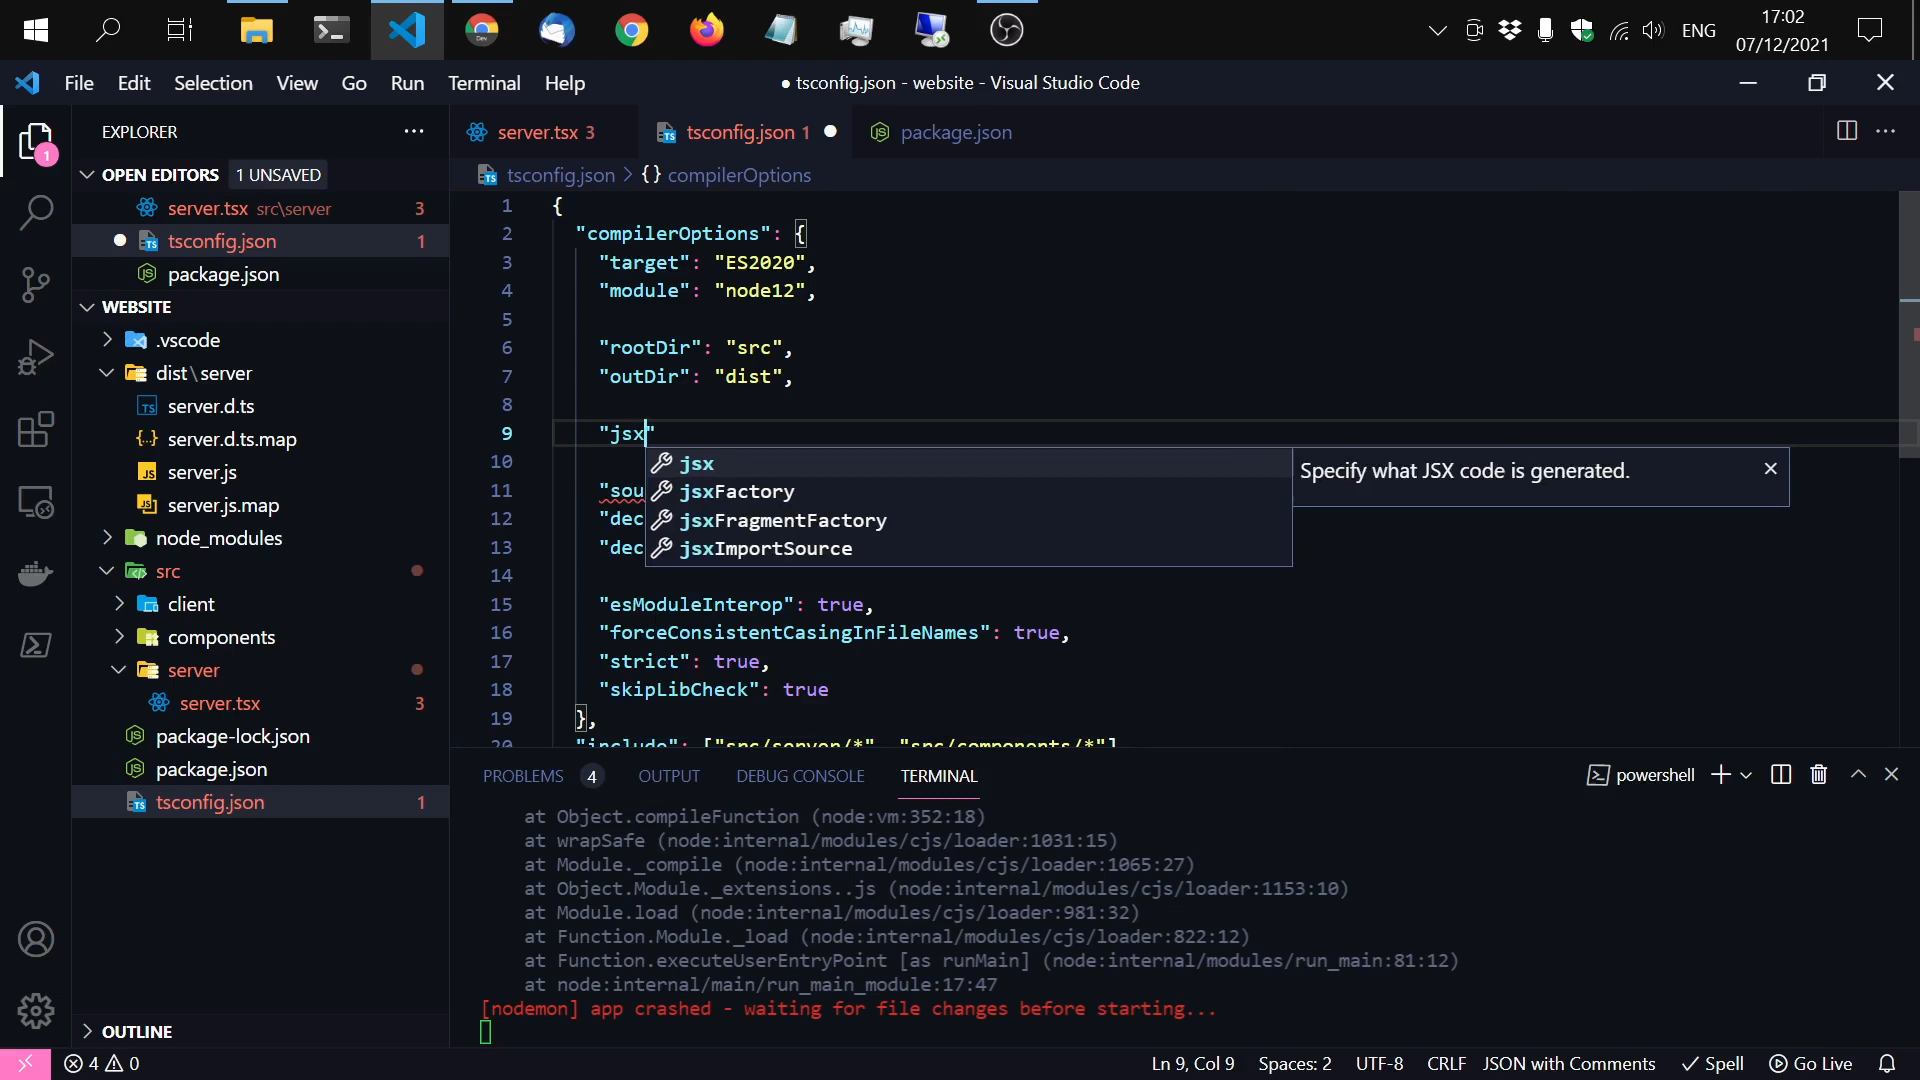 ENG
17:02
07/12/2021
File Edit Selection View Go Run Terminal Help
● tsconfig.json - website - Visual Studio Code
EXPLORER
OPEN EDITORS 1 UNSAVED
server.tsx src\server 3
tsconfig.json 1
package.json
WEBSITE
.vscode
dist\server
server.d.ts
server.d.ts.map
server.js
server.js.map
node_modules
src
client
components
server
server.tsx 3
package-lock.json
package.json
tsconfig.json 1
OUTLINE
server.tsx 3 tsconfig.json 1 package.json
tsconfig.json > {} compilerOptions
1 {
2 "compilerOptions": {
3 "target": "ES2020",
4 "module": "node12",
5
6 "rootDir": "src",
7 "outDir": "dist",
8
9 "jsx"
10
11 "sou
12 "dec
13 "dec
14
15 "esModuleInterop": true,
16 "forceConsistentCasingInFileNames": true,
17 "strict": true,
18 "skipLibCheck": true
19 },
20 "include": ["src/server/*", "src/components/*"]
jsx
jsxFactory
jsxFragmentFactory
jsxImportSource
Specify what JSX code is generated.
PROBLEMS 4 OUTPUT DEBUG CONSOLE TERMINAL
powershell
at Object.compileFunction (node:vm:352:18)
at wrapSafe (node:internal/modules/cjs/loader:1031:15)
at Module._compile (node:internal/modules/cjs/loader:1065:27)
at Object.Module._extensions..js (node:internal/modules/cjs/loader:1153:10)
at Module.load (node:internal/modules/cjs/loader:981:32)
at Function.Module._load (node:internal/modules/cjs/loader:822:12)
at Function.executeUserEntryPoint [as runMain] (node:internal/modules/run_main:81:12)
at node:internal/main/run_main_module:17:47
[nodemon] app crashed - waiting for file changes before starting...
4 0
Ln 9, Col 9 Spaces: 2 UTF-8 CRLF JSON with Comments Spell Go Live